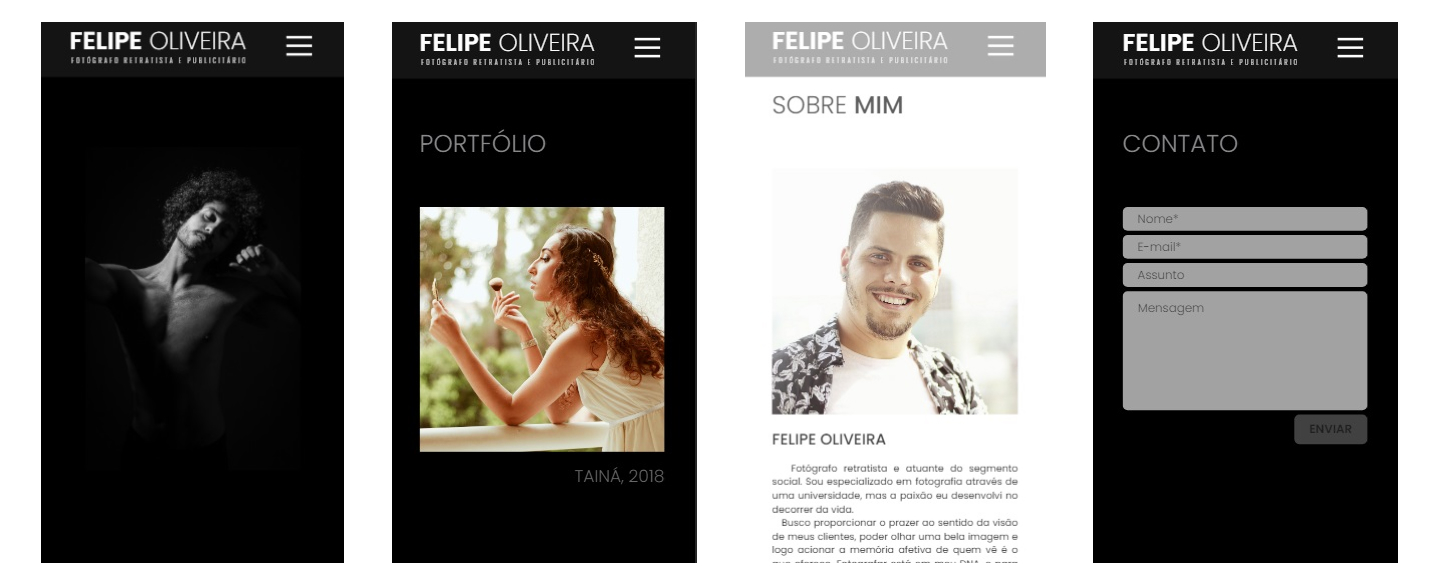 FELIPE OLIVEIRA
FOTÓGRAFO RETRATISTA E PUBLICITÁRIO
FELIPE OLIVEIRA
FOTÓGRAFO RETRATISTA E PUBLICITÁRIO
PORTFÓLIO
TAINÁ, 2018
FELIPE OLIVEIRA
FOTÓGRAFO RETRATISTA E PUBLICITÁRIO
SOBRE MIM
FELIPE OLIVEIRA
Fotógrafo retratista e atuante do segmento
social. Sou especializado em fotografia através de
uma universidade, mas a paixão eu desenvolvi no
decorrer da vida.
Busco proporcionar o prazer ao sentido da visão
de meus clientes, poder olhar uma bela imagem e
logo acionar a memória afetiva de quem vê é o
que ofereço. Fotografar está em meu DNA, e para
FELIPE OLIVEIRA
FOTÓGRAFO RETRATISTA E PUBLICITÁRIO
CONTATO
Nome*
E-mail*
Assunto
Mensagem
ENVIAR